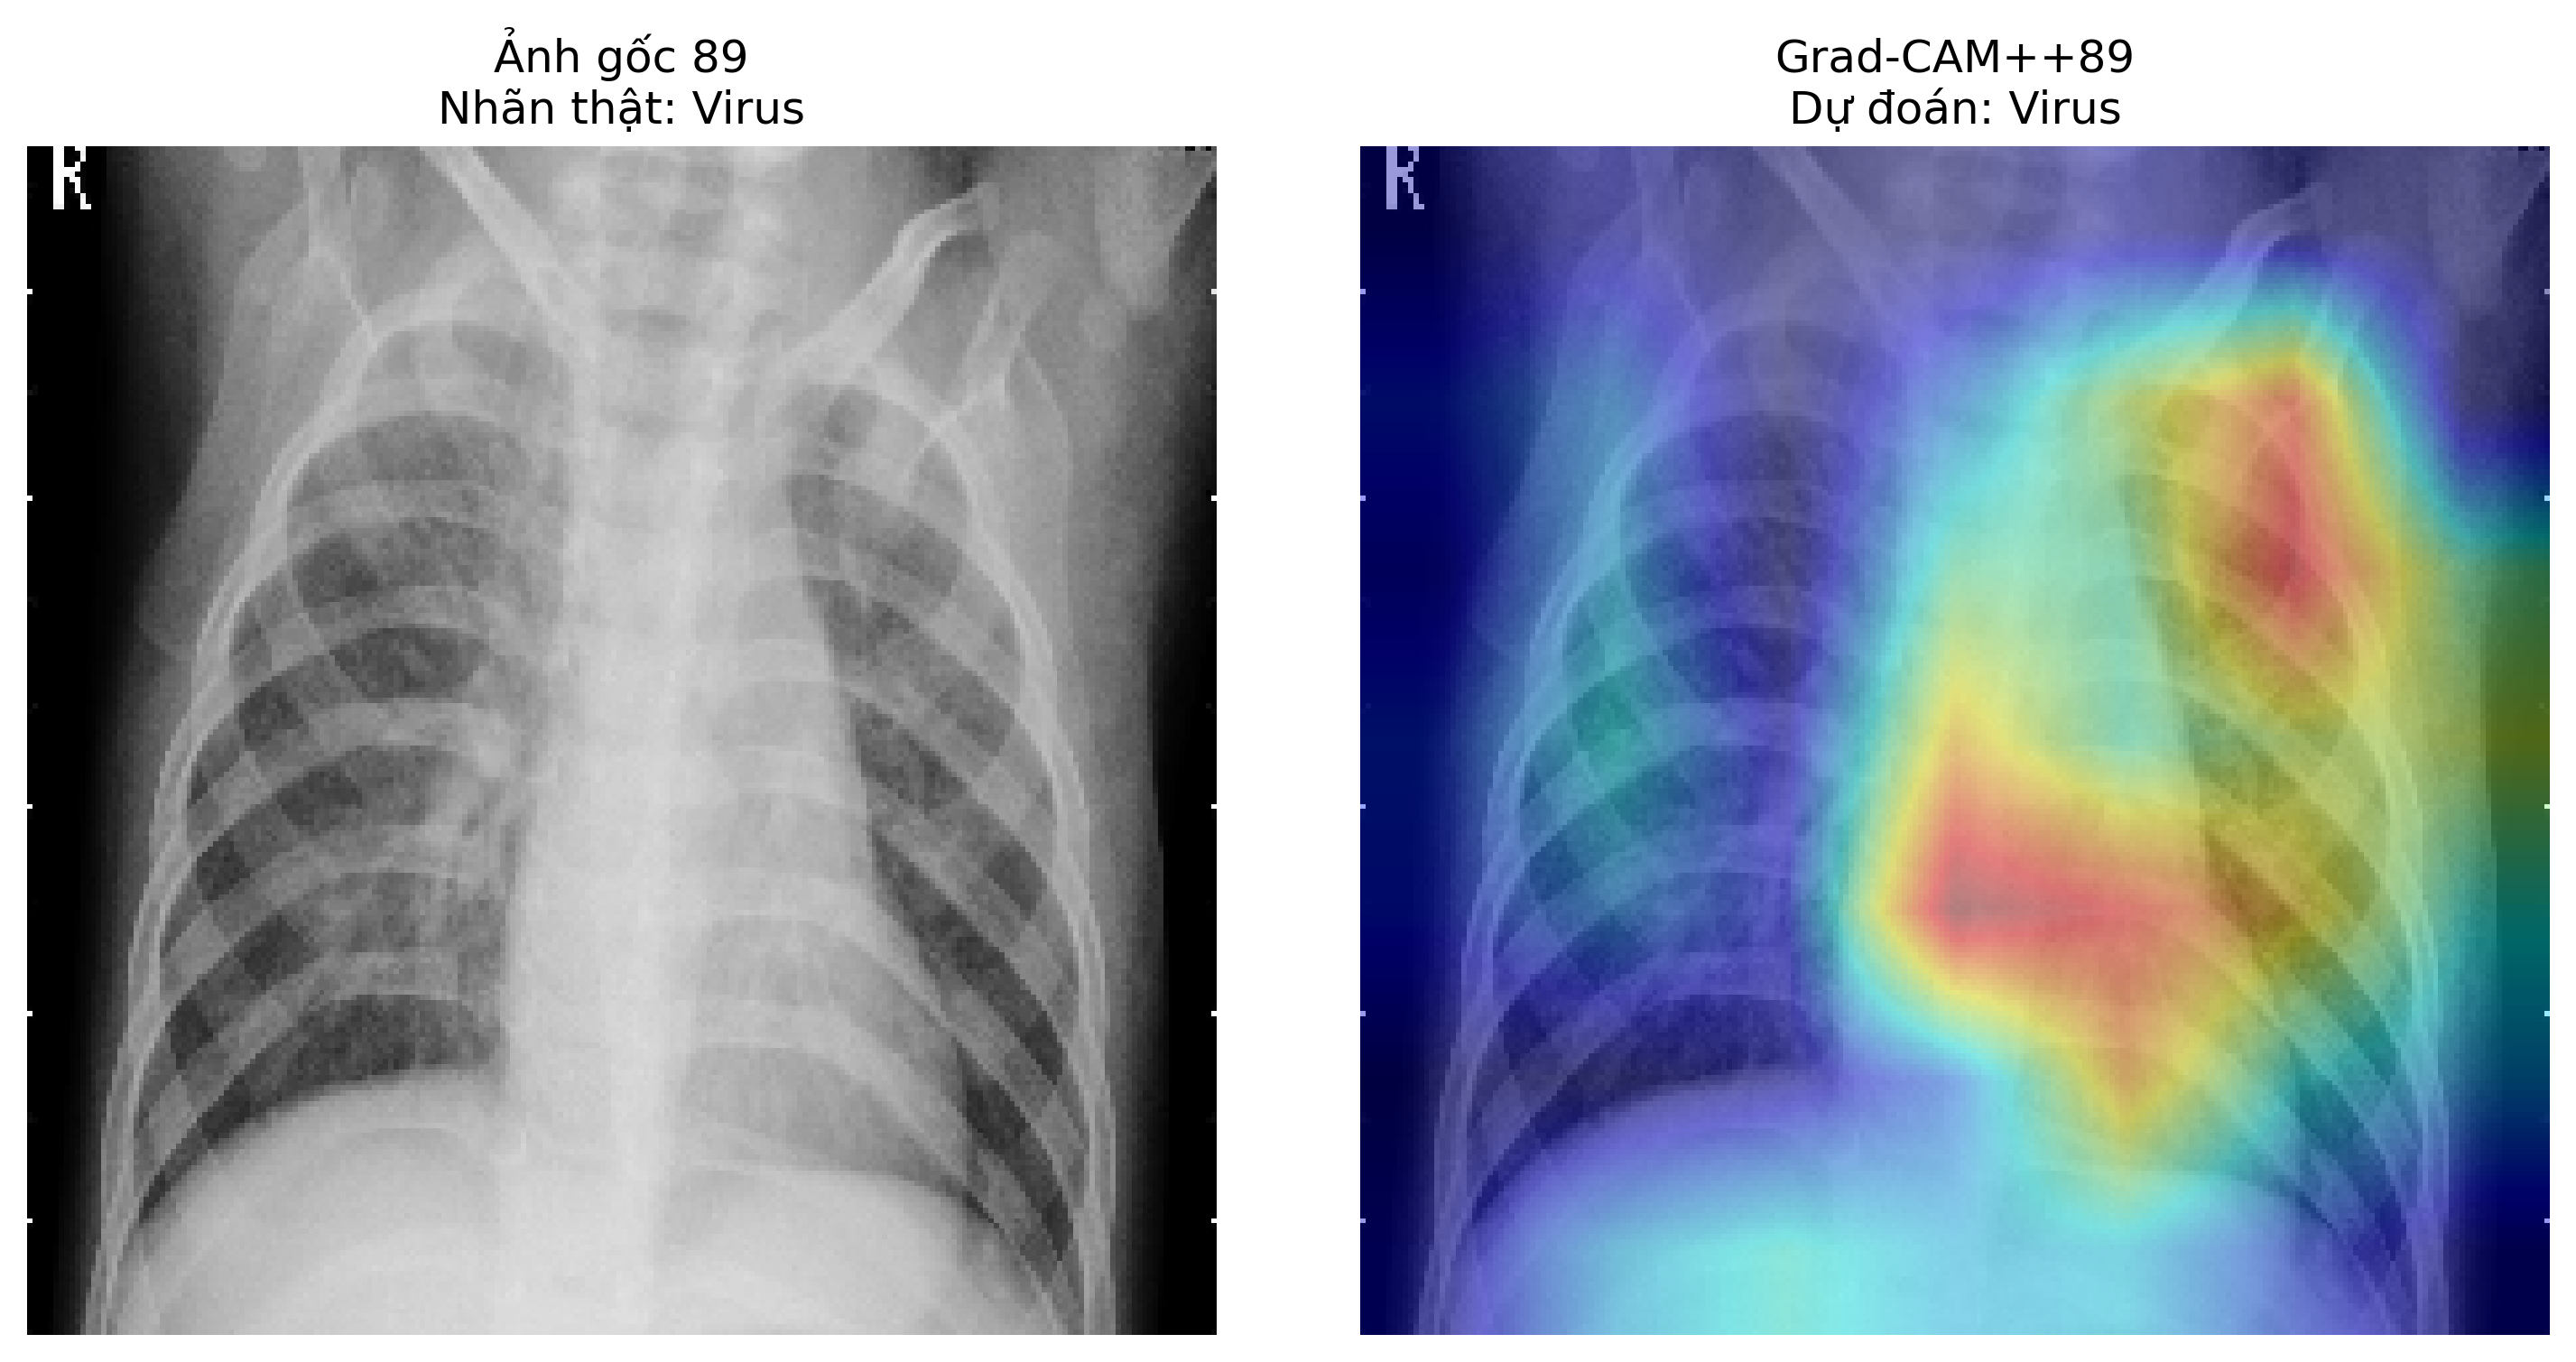 Ảnh gốc 89
Nhãn thật: Virus
R
Grad-CAM++89
Dự đoán: Virus
R